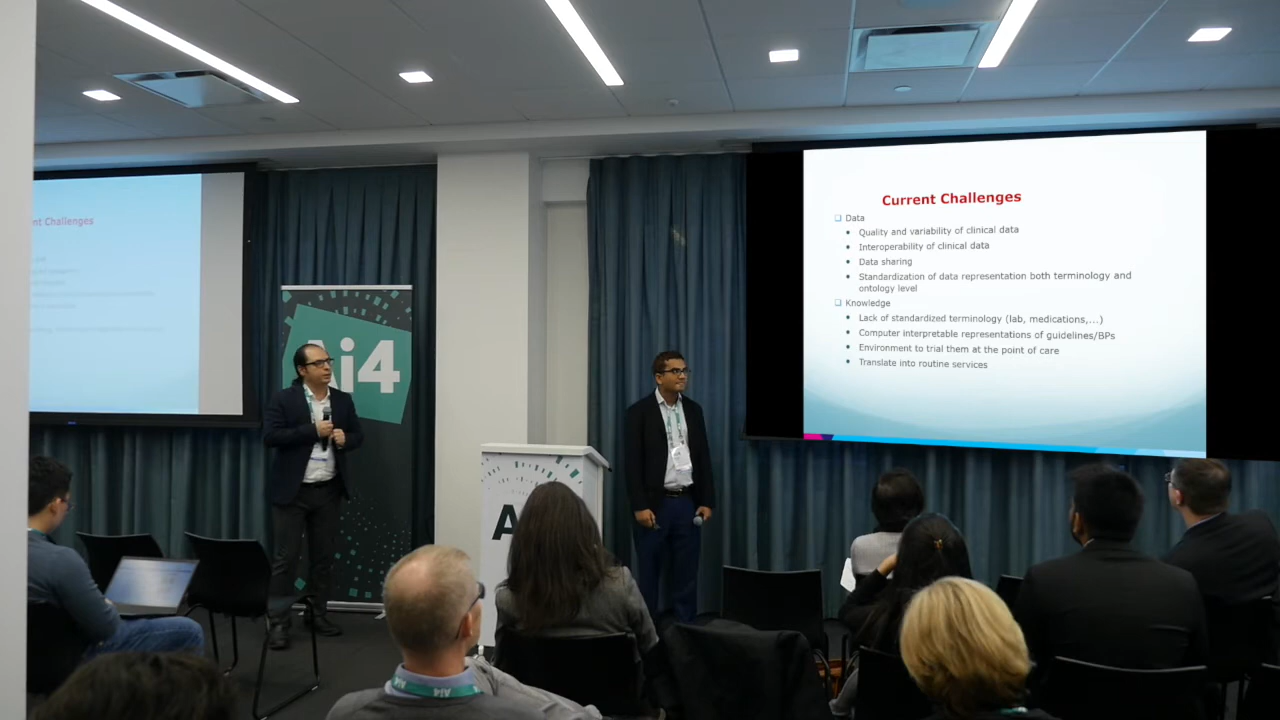 nt Challenges
Ai4
A
Ai4
Current Challenges
Data
Quality and variability of clinical data
Interoperability of clinical data
Data sharing
Standardization of data representation both terminology and
ontology level
Knowledge
Lack of standardized terminology (lab, medications,...)
Computer interpretable representations of guidelines/BPs
Environment to trial them at the point of care
Translate into routine services